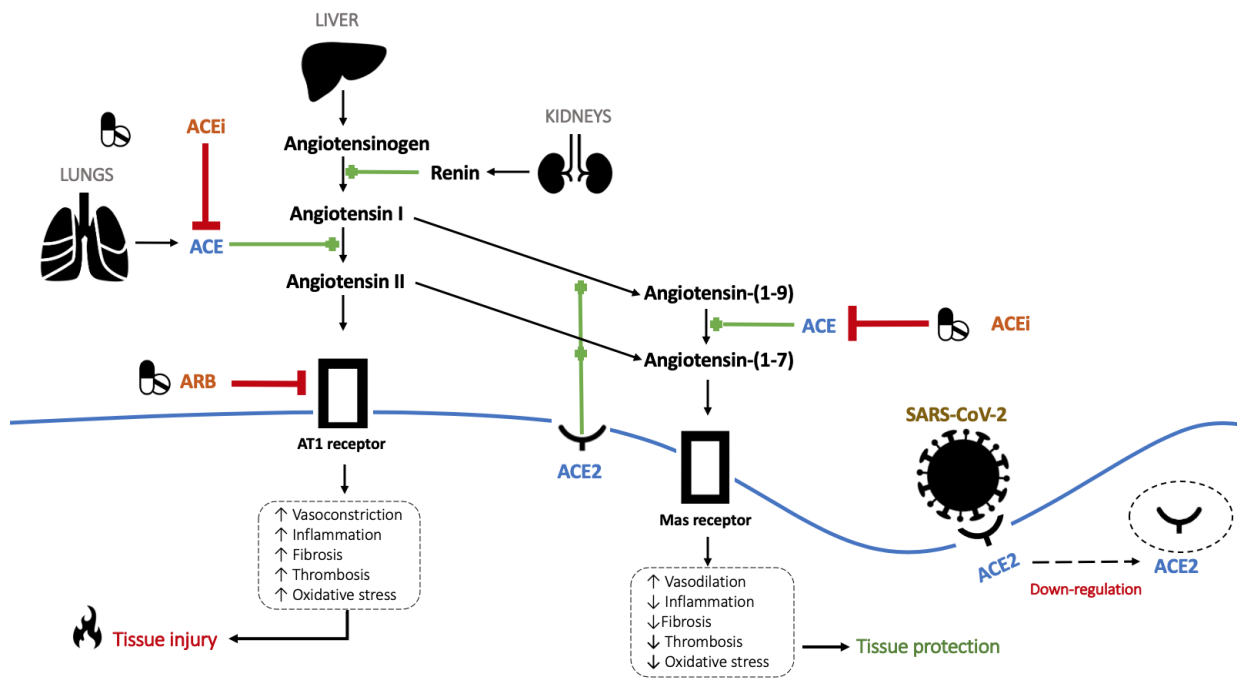 LIVER
KIDNEYS
ACEi
Angiotensinogen
LUNGS
Renin
Angiotensin I
ACE
Angiotensin II
Angiotensin-(1-9)
ACE
ACEi
Angiotensin-(1-7)
ARB
SARS-CoV-2
AT1 receptor
ACE2
Mas receptor
ACE2
ACE2
Down-regulation
↑ Vasoconstriction
↑ Inflammation
↑ Fibrosis
↑ Thrombosis
↑ Oxidative stress
↑ Vasodilation
↓ Inflammation
↓Fibrosis
↓ Thrombosis
↓ Oxidative stress
Tissue injury
Tissue protection